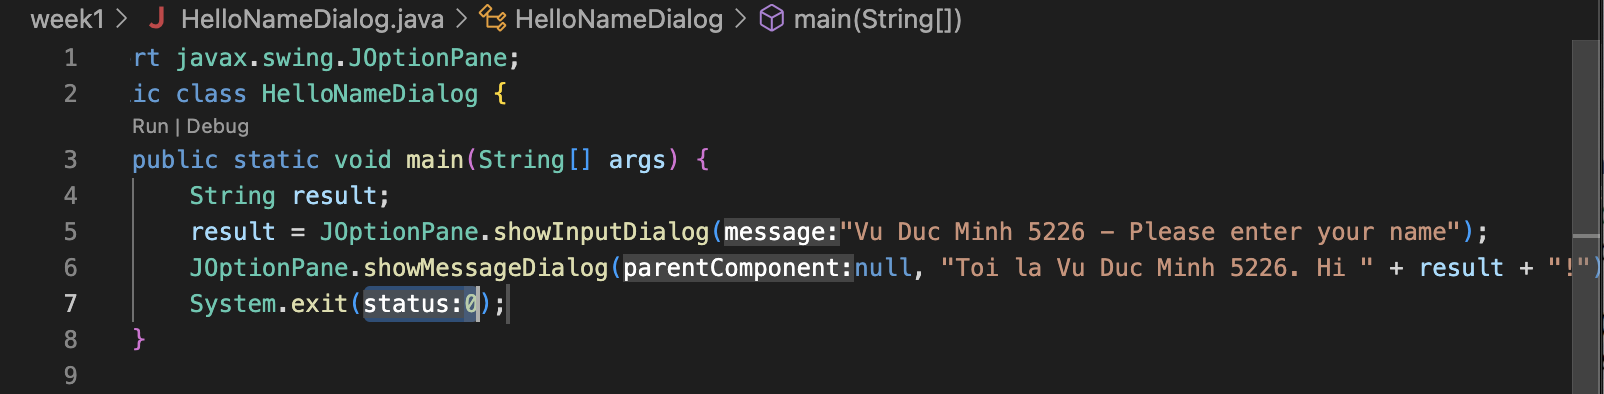 week1 > J HelloNameDialog.java > HelloNameDialog > main(String[])
1 rt javax.swing.JOptionPane;
2 ic class HelloNameDialog {
Run | Debug
3 public static void main(String[] args) {
4 String result;
5 result = JOptionPane.showInputDialog(message:"Vu Duc Minh 5226 - Please enter your name");
6 JOptionPane.showMessageDialog(parentComponent:null, "Toi la Vu Duc Minh 5226. Hi " + result + "!")
7 System.exit(status:0);
8 }
9